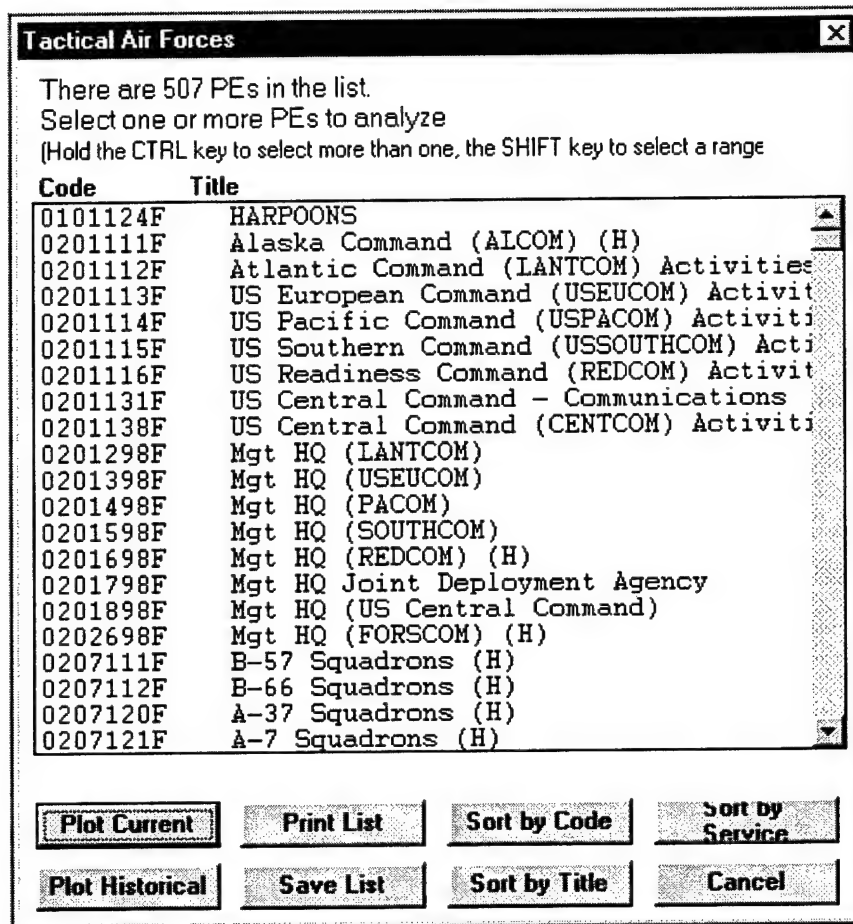 Tactical Air Forces
There are 507 PEs in the list.
Select one or more PEs to analyze
(Hold the CTRL key to select more than one, the SHIFT key to select a range
Code Title
0101124F HARPOONS
0201111F Alaska Command (ALCOM) (H)
0201112F Atlantic Command (LANTCOM) Activities
0201113F US European Command (USEUCOM) Activit
0201114F US Pacific Command (USPACOM) Activiti
0201115F US Southern Command (USSOUTHCOM) Acti
0201116F US Readiness Command (REDCOM) Activit
0201131F US Central Command - Communications
0201138F US Central Command (CENTCOM) Activiti
0201298F Mgt HQ (LANTCOM)
0201398F Mgt HQ (USEUCOM)
0201498F Mgt HQ (PACOM)
0201598F Mgt HQ (SOUTHCOM)
0201698F Mgt HQ (REDCOM) (H)
0201798F Mgt HQ Joint Deployment Agency
0201898F Mgt HQ (US Central Command)
0202698F Mgt HQ (FORSCOM) (H)
0207111F B-57 Squadrons (H)
0207112F B-66 Squadrons (H)
0207120F A-37 Squadrons (H)
0207121F A-7 Squadrons (H)
Plot Current Print List Sort by Code Sort by Service
Plot Historical Save List Sort by Title Cancel